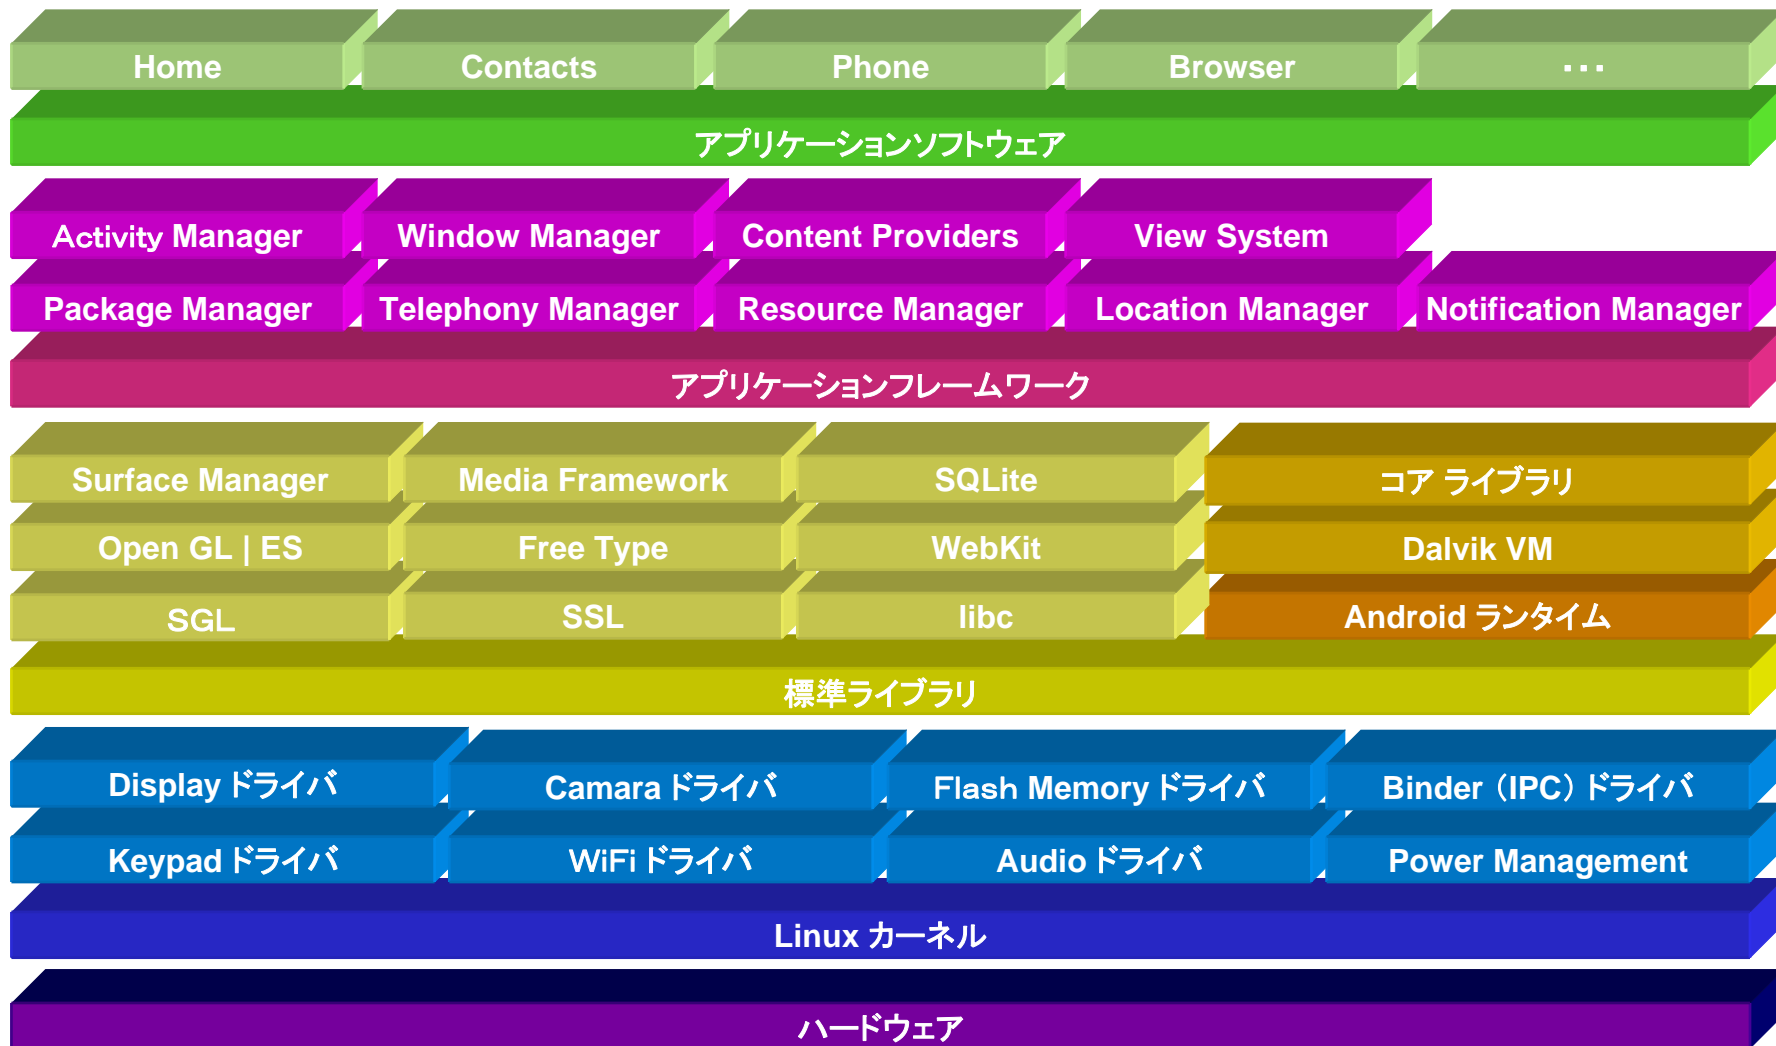 Home
Contacts
Phone
Browser
...
アプリケーションソフトウェア
Activity Manager
Window Manager
Content Providers
View System
Package Manager
Telephony Manager
Resource Manager
Location Manager
Notification Manager
アプリケーションフレームワーク
Surface Manager
Media Framework
SQLite
コア ライブラリ
Open GL | ES
Free Type
WebKit
Dalvik VM
SGL
SSL
libc
Android ランタイム
標準ライブラリ
Display ドライバ
Camara ドライバ
Flash Memory ドライバ
Binder (IPC) ドライバ
Keypad ドライバ
WiFi ドライバ
Audio ドライバ
Power Management
Linux カーネル
ハードウェア